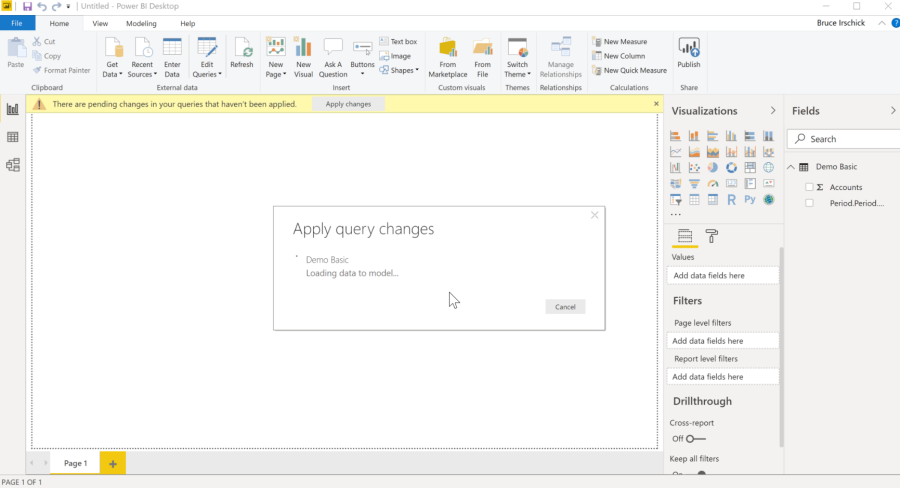 Untitled - Power BI Desktop
File Home View Modeling Help Bruce Irschick
Paste
Cut
Copy
Format Painter
Clipboard
Get Data
Recent Sources
Enter Data
Edit Queries
Refresh
External data
New Page
New Visual
Ask A Question
Buttons
Text box
Image
Shapes
Insert
From Marketplace
From File
Custom visuals
Switch Theme
Themes
Manage Relationships
Relationships
New Measure
New Column
New Quick Measure
Calculations
Publish
Share
There are pending changes in your queries that haven't been applied. Apply changes
Apply query changes
Demo Basic
Loading data to model...
Cancel
Visualizations
R Py
Values
Add data fields here
Filters
Page level filters
Add data fields here
Report level filters
Add data fields here
Drillthrough
Cross-report
Off
Keep all filters
Fields
Search
Demo Basic
Σ Accounts
Period.Period....
Page 1
PAGE 1 OF 1